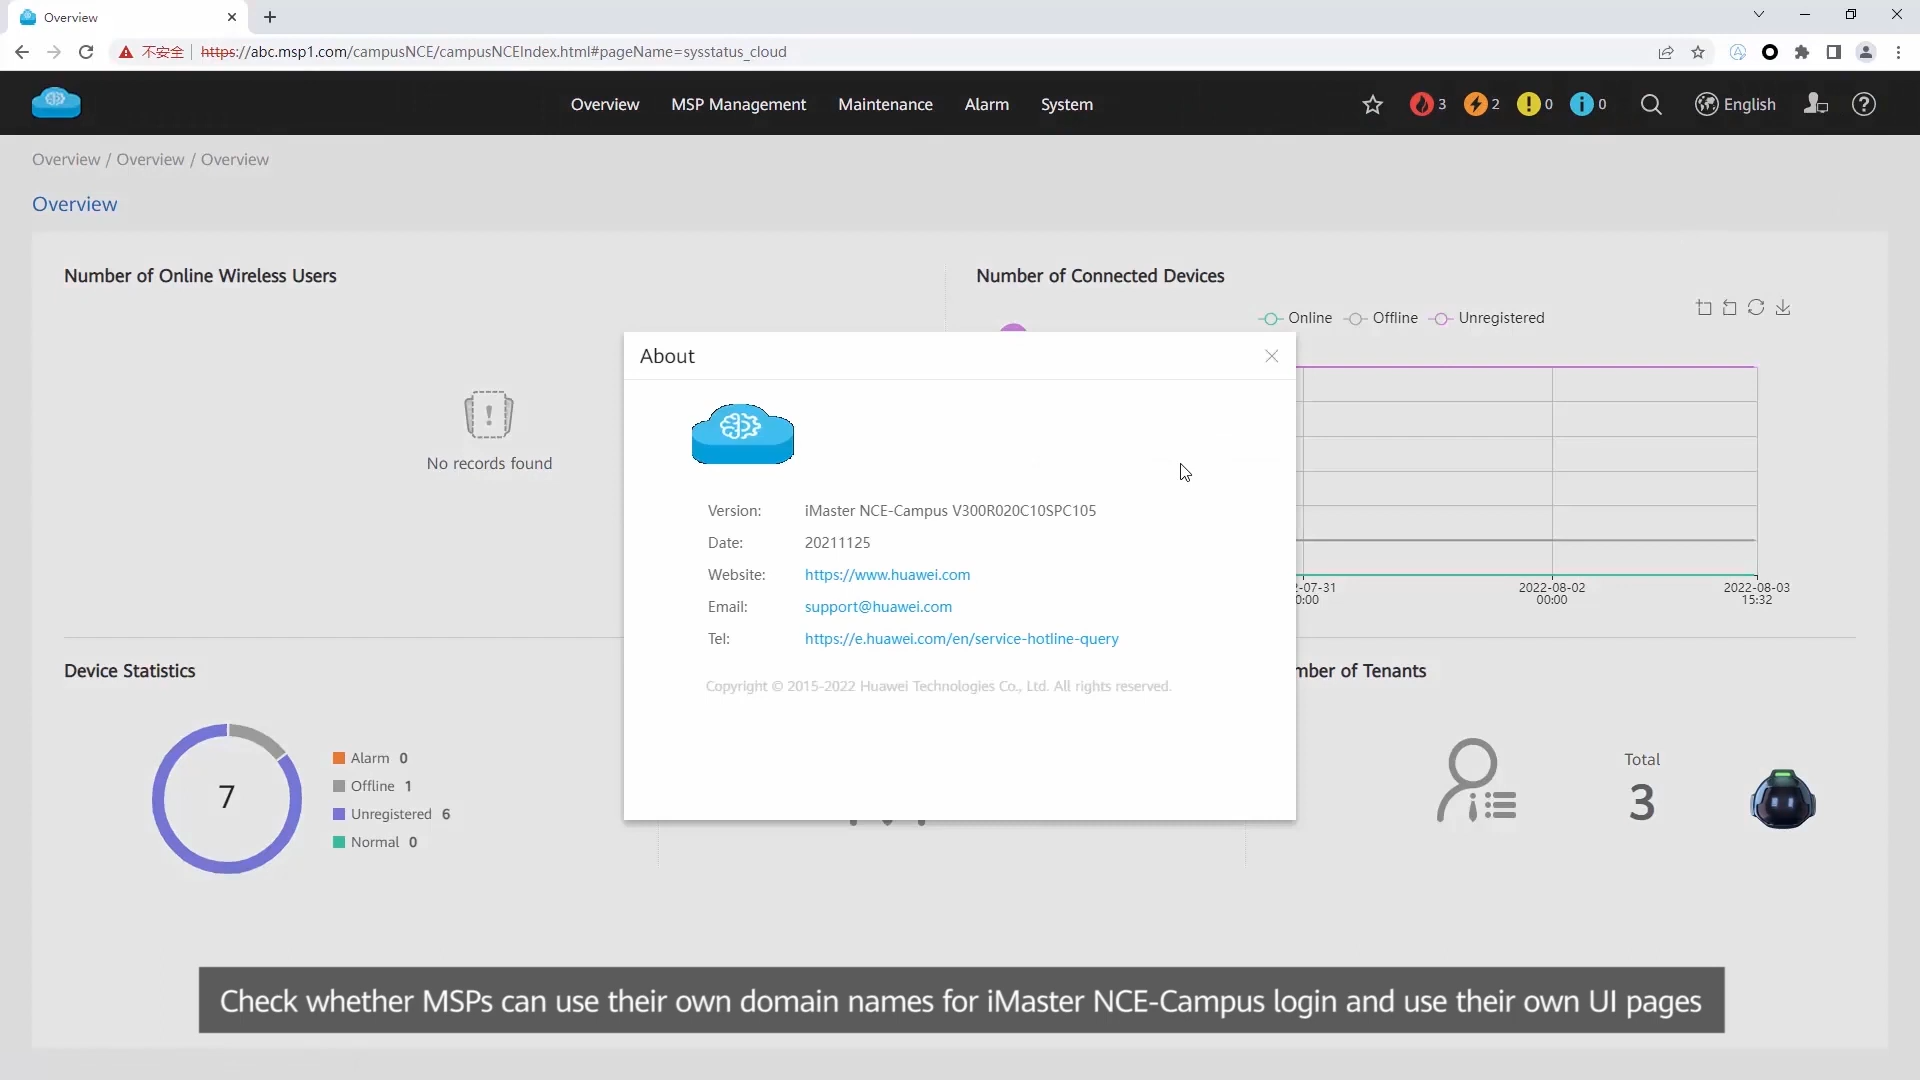 Overview
不安全
https://abc.msp1.com/campusNCE/campusNCEIndex.html#pageName=sysstatus_cloud
Overview MSP Management Maintenance Alarm System 3 2 0 0 English
Overview / Overview / Overview
Overview
Number of Online Wireless Users
No records found
Number of Connected Devices
Online Offline Unregistered
2022-08-02
00:00
2022-08-03
15:32
About
Version: iMaster NCE-Campus V300R020C10SPC105
Date: 20211125
Website: https://www.huawei.com
Email: support@huawei.com
Tel: https://e.huawei.com/en/service-hotline-query
Copyright © 2015-2022 Huawei Technologies Co., Ltd. All rights reserved.
Device Statistics
7
Alarm 0
Offline 1
Unregistered 6
Normal 0
of Tenants
Total
3
Check whether MSPs can use their own domain names for iMaster NCE-Campus login and use their own UI pages